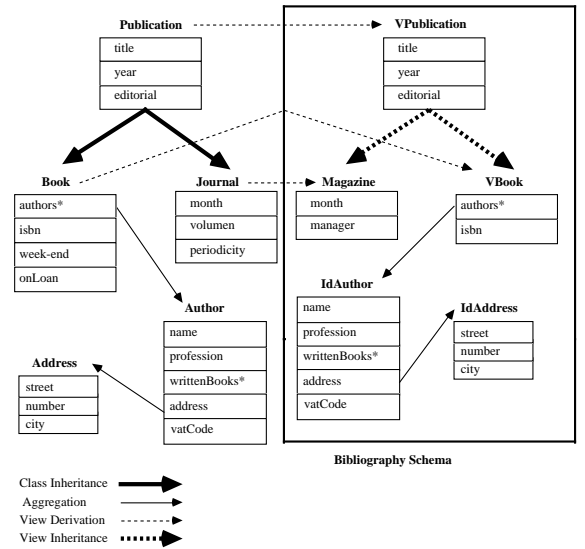 Publication
title
year
editorial
VPublication
title
year
editorial
Book
authors*
isbn
week-end
onLoan
Journal
month
volumen
periodicity
Magazine
month
manager
VBook
authors*
isbn
Author
name
profession
writtenBooks*
address
vatCode
Address
street
number
city
IdAuthor
name
profession
writtenBooks*
address
vatCode
IdAddress
street
number
city
Bibliography Schema
Class Inheritance
Aggregation
View Derivation
View Inheritance